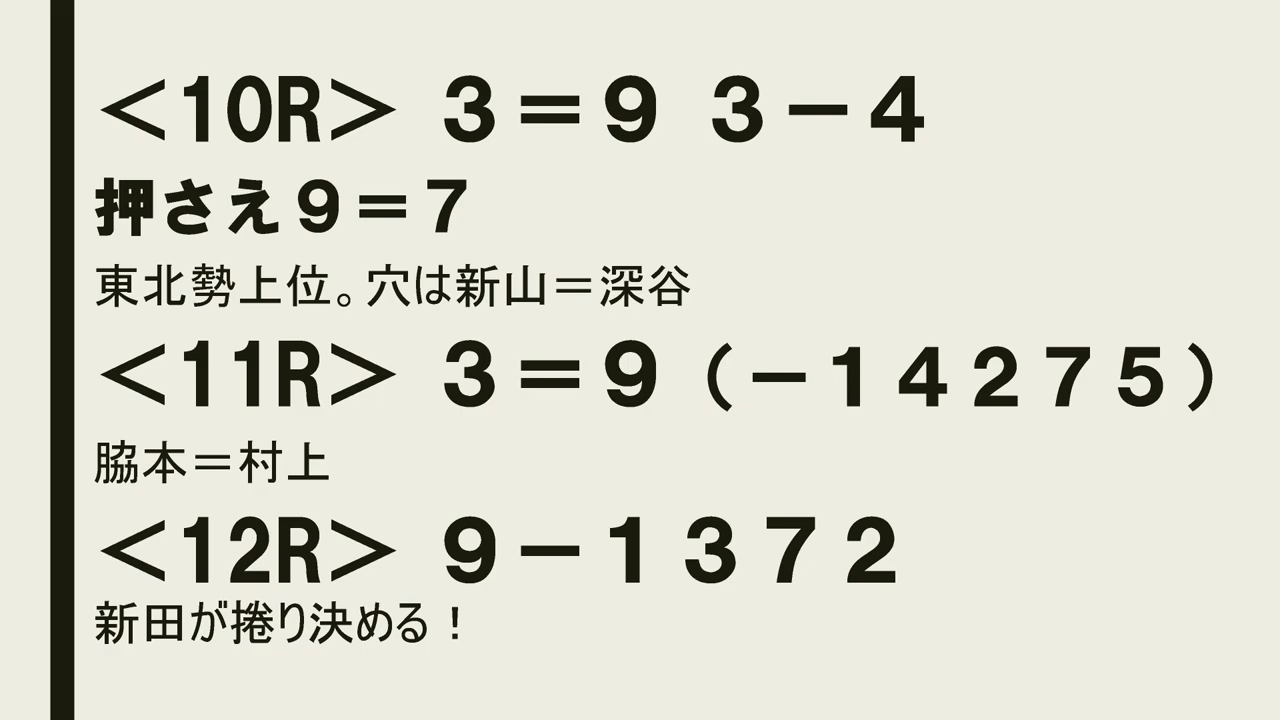 ＜10R＞ ３＝９ ３－４
押さえ９＝７
東北勢上位。穴は新山＝深谷
＜11R＞ ３＝９（－１４２７５）
脇本＝村上
＜12R＞ ９－１３７２
新田が捲り決める！